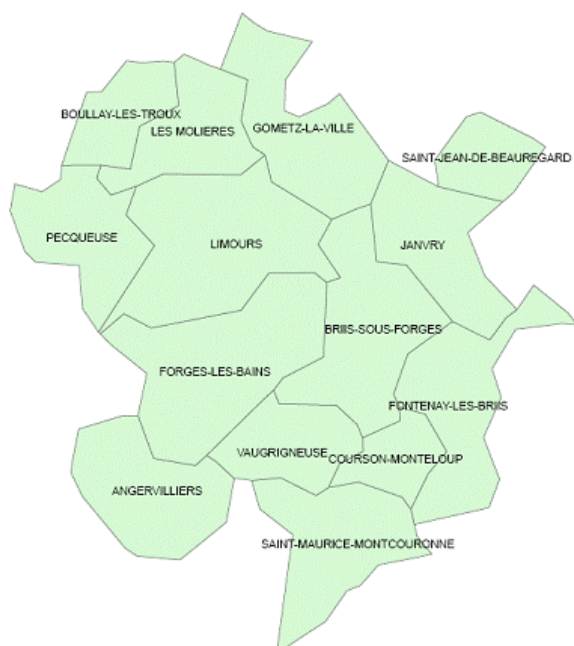 BOULLAY-LES-TROUX
LES MOLIERES
GOMETZ-LA-VILLE
SAINT-JEAN-DE-BEAUREGARD
PECQUEUSE
LIMOURS
JANVRY
BRIIS-SOUS-FORGES
FORGES-LES-BAINS
FONTENAY-LES-BRIIS
VAUGRIGNEUSE
COURSON-MONTELOUP
ANGERVILLIERS
SAINT-MAURICE-MONTCOURONNE